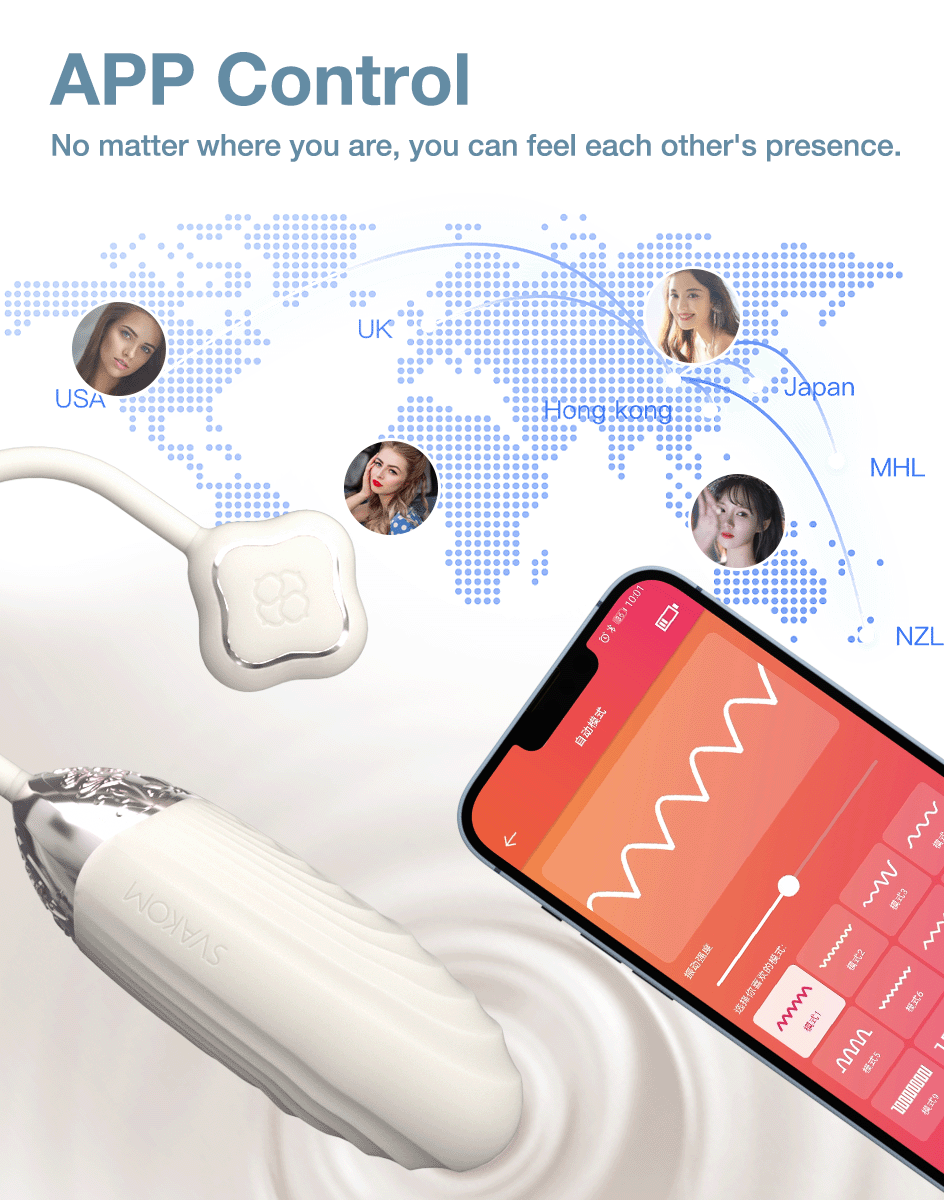 APP Control
No matter where you are, you can feel each other's presence.
UK
USA
Japan
Hong kong
MHL
NZL
10:01
自动模式
SVAKOM
振动强度
选择你喜欢的模式:
模式1
模式2
模式3
模式5
模式6
模式9